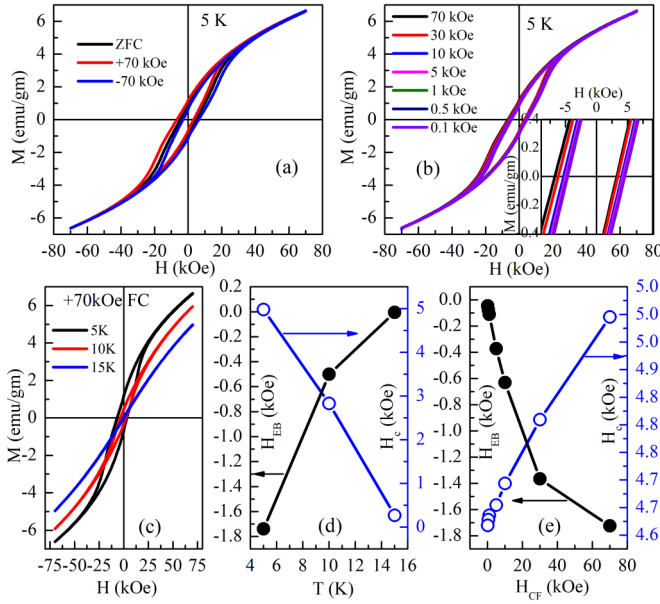 5 K
ZFC
+70 kOe
-70 kOe
M (emu/gm)
6
4
2
0
-2
-4
-6
(a)
-80 -60 -40 -20 0 20 40 60 80
H (kOe)
5 K
70 kOe
30 kOe
10 kOe
5 kOe
1 kOe
0.5 kOe
0.1 kOe
M (emu/gm)
6
4
2
0
-2
-4
-6
(b)
H (kOe)
-5 0 5
0.4
0.0
0.4
M (emu/gm)
-80 -60 -40 -20 0 20 40 60 80
H (kOe)
+70kOe FC
5K
10K
15K
M (emu/gm)
6
4
2
0
-2
-4
-6
(c)
-75 -50 -25 0 25 50 75
H (kOe)
0.2
0.0
-0.2
-0.4
-0.6
-0.8
-1.0
-1.2
-1.4
-1.6
-1.8
H_EB (kOe)
5
4
3
2
1
0
H_c (kOe)
(d)
4 6 8 10 12 14 16
T (K)
0.0
-0.2
-0.4
-0.6
-0.8
-1.0
-1.2
-1.4
-1.6
-1.8
H_EB (kOe)
5.0
5.0
4.9
4.9
4.8
4.8
4.7
4.7
4.6
H_c (kOe)
(e)
0 20 40 60 80
H_CF (kOe)